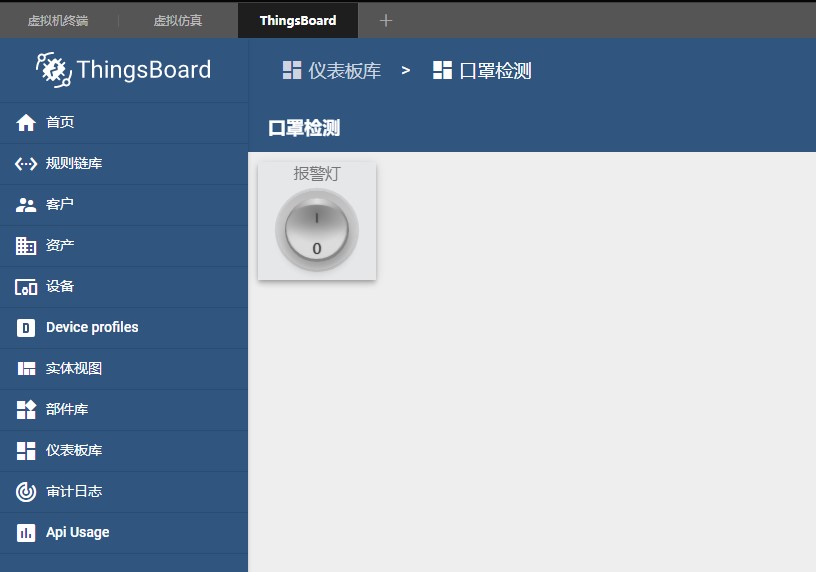 虚拟机终端
虚拟仿真
ThingsBoard
ThingsBoard
仪表板库 > 口罩检测
口罩检测
首页
规则链库
客户
资产
设备
Device profiles
实体视图
部件库
仪表板库
审计日志
Api Usage
报警灯
I
0